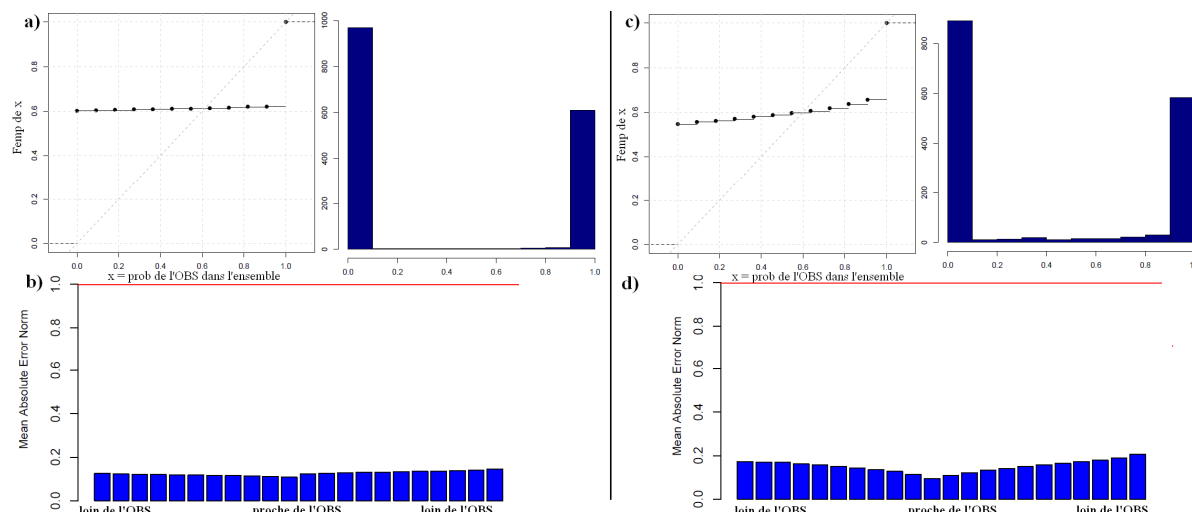 a)
Femp de x
0.0 0.2 0.4 0.6 0.8
0.0 0.2 0.4 0.6 0.8 1.0
x = prob de l'OBS dans l'ensemble
0 200 400 600 800 1000
0.0 0.2 0.4 0.6 0.8 1.0
b)
Mean Absolute Error Norm
0.0 0.2 0.4 0.6 0.8 1.0
loin de l'OBS proche de l'OBS loin de l'OBS
c)
Femp de x
0.0 0.2 0.4 0.6 0.8
0.0 0.2 0.4 0.6 0.8 1.0
x = prob de l'OBS dans l'ensemble
0 200 400 600 800
0.0 0.2 0.4 0.6 0.8
d)
Mean Absolute Error Norm
0.0 0.2 0.4 0.6 0.8 1.0
loin de l'OBS proche de l'OBS loin de l'OBS